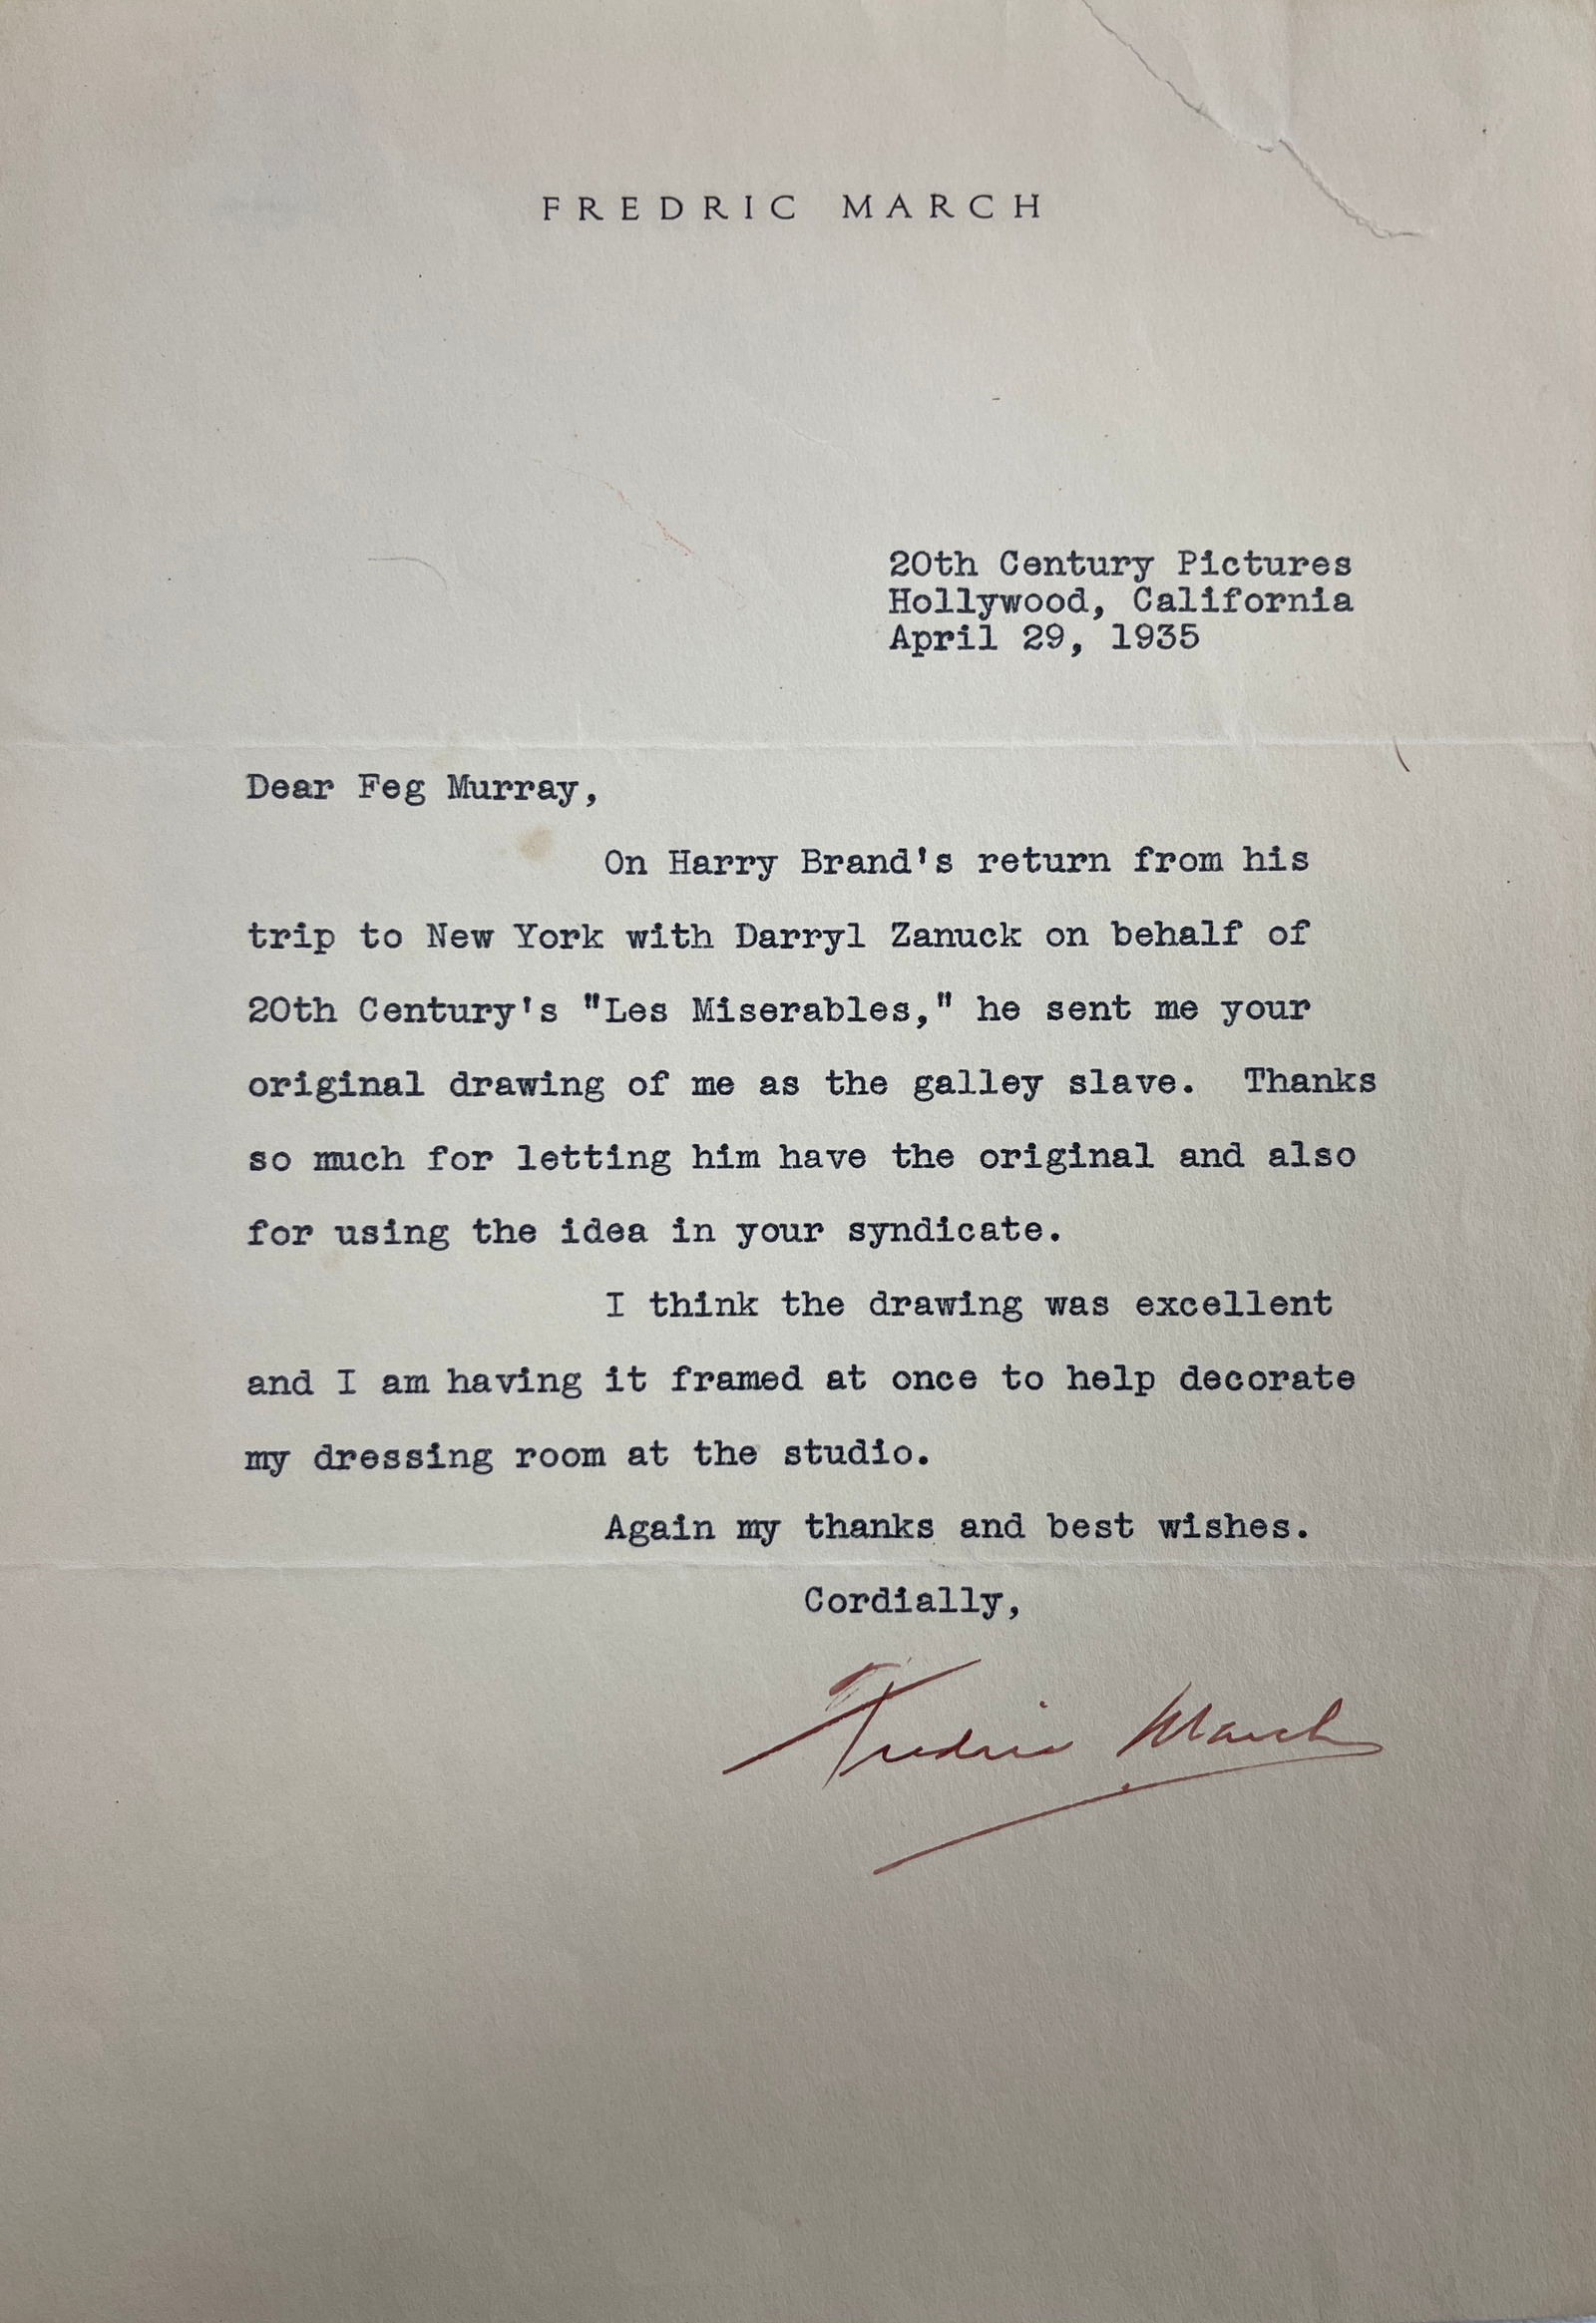 FREDRIC MARCH
20th Century Pictures
Hollywood, California
April 29, 1935
Dear Feg Murray,
On Harry Brand's return from his
trip to New York with Darryl Zanuck on behalf of
20th Century's "Les Miserables," he sent me your
original drawing of me as the galley slave. Thanks
so much for letting him have the original and also
for using the idea in your syndicate.
I think the drawing was excellent
and I am having it framed at once to help decorate
my dressing room at the studio.
Again my thanks and best wishes.
Cordially,
Fredric March